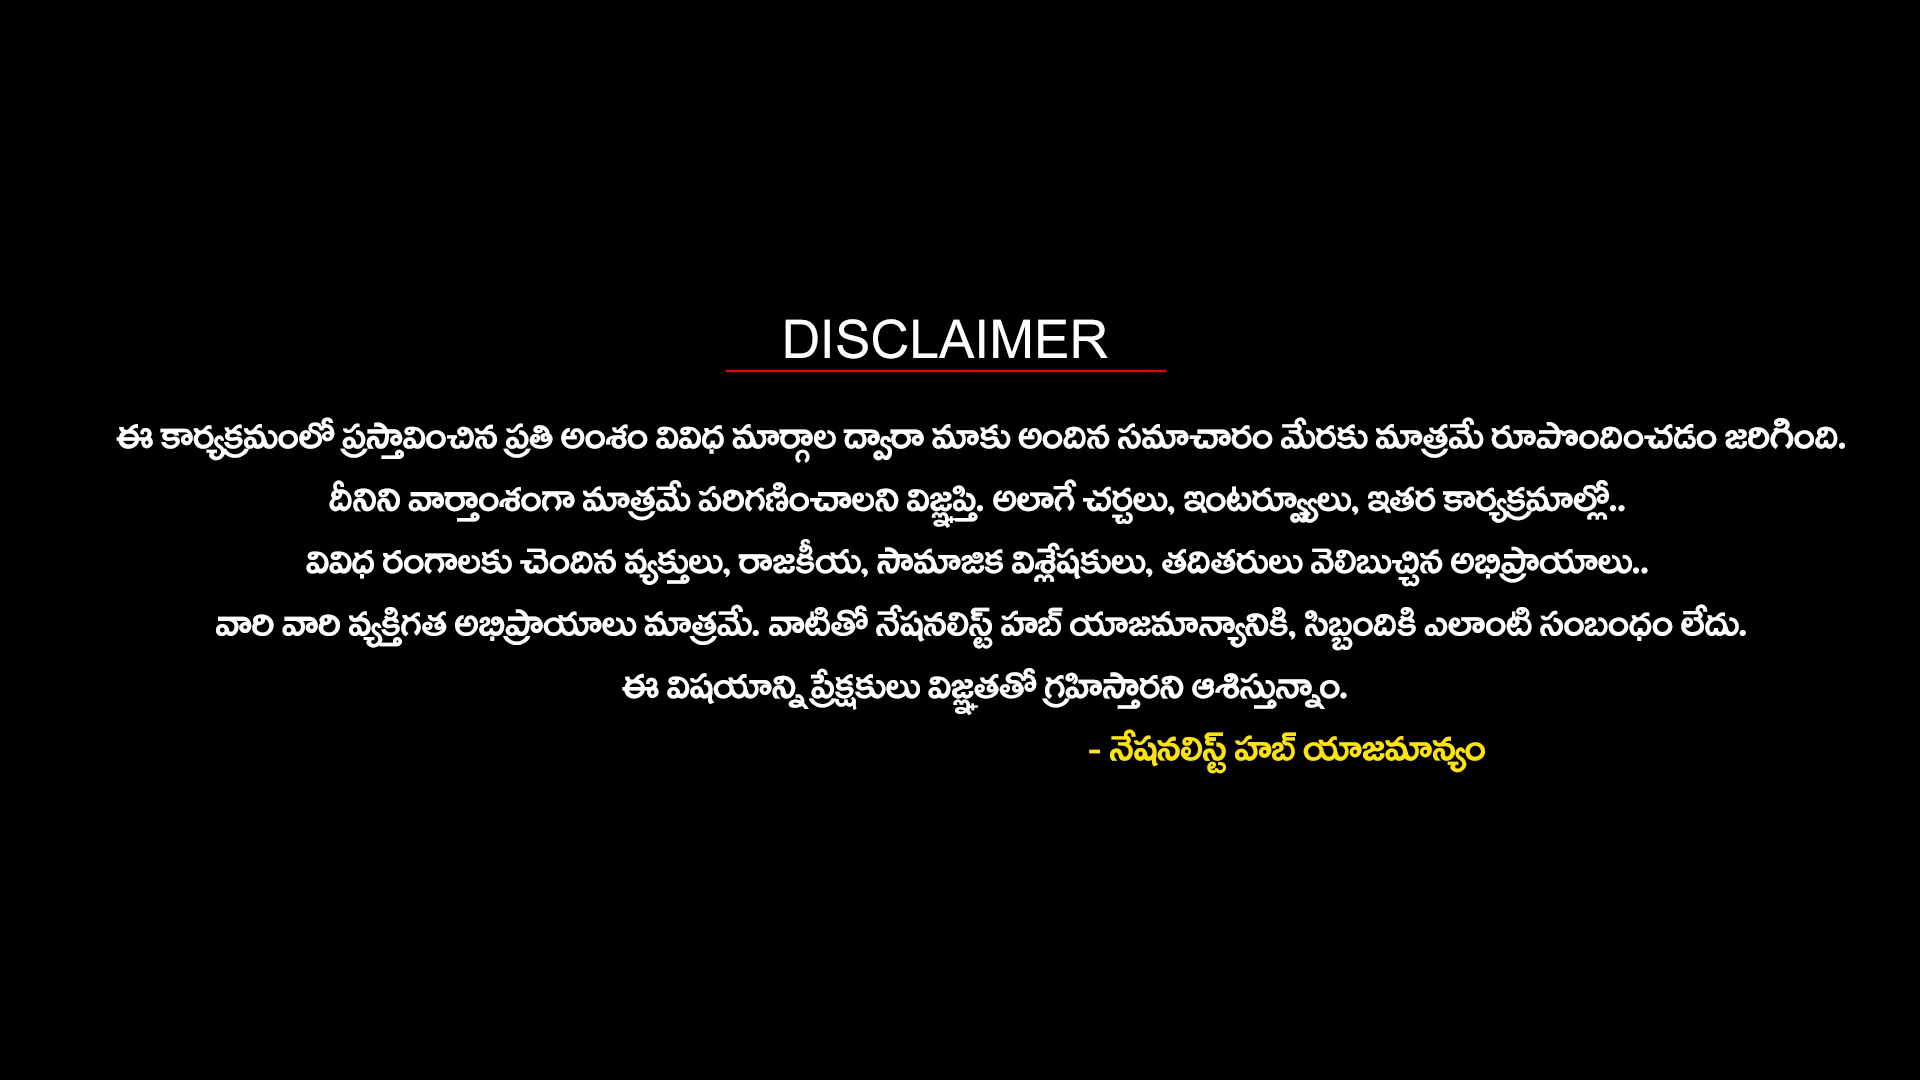 DISCLAIMER
ఈ కార్యక్రమంలో ప్రస్తావించిన ప్రతి అంశం వివిధ మార్గాల ద్వారా మాకు అందిన సమాచారం మేరకు మాత్రమే రూపొందించడం జరిగింది.
దీనిని వార్తాంశంగా మాత్రమే పరిగణించాలని విజ్ఞప్తి. అలాగే చర్చలు, ఇంటర్వ్యూలు, ఇతర కార్యక్రమాల్లో..
వివిధ రంగాలకు చెందిన వ్యక్తులు, రాజకీయ, సామాజిక విశ్లేషకులు, తదితరులు వెలిబుచ్చిన అభిప్రాయాలు..
వారి వారి వ్యక్తిగత అభిప్రాయాలు మాత్రమే. వాటితో నేషనలిస్ట్ హబ్ యాజమాన్యానికి, సిబ్బందికి ఎలాంటి సంబంధం లేదు.
ఈ విషయాన్ని ప్రేక్షకులు విజ్ఞతతో గ్రహిస్తారని ఆశిస్తున్నాం.
- నేషనలిస్ట్ హబ్ యాజమాన్యం